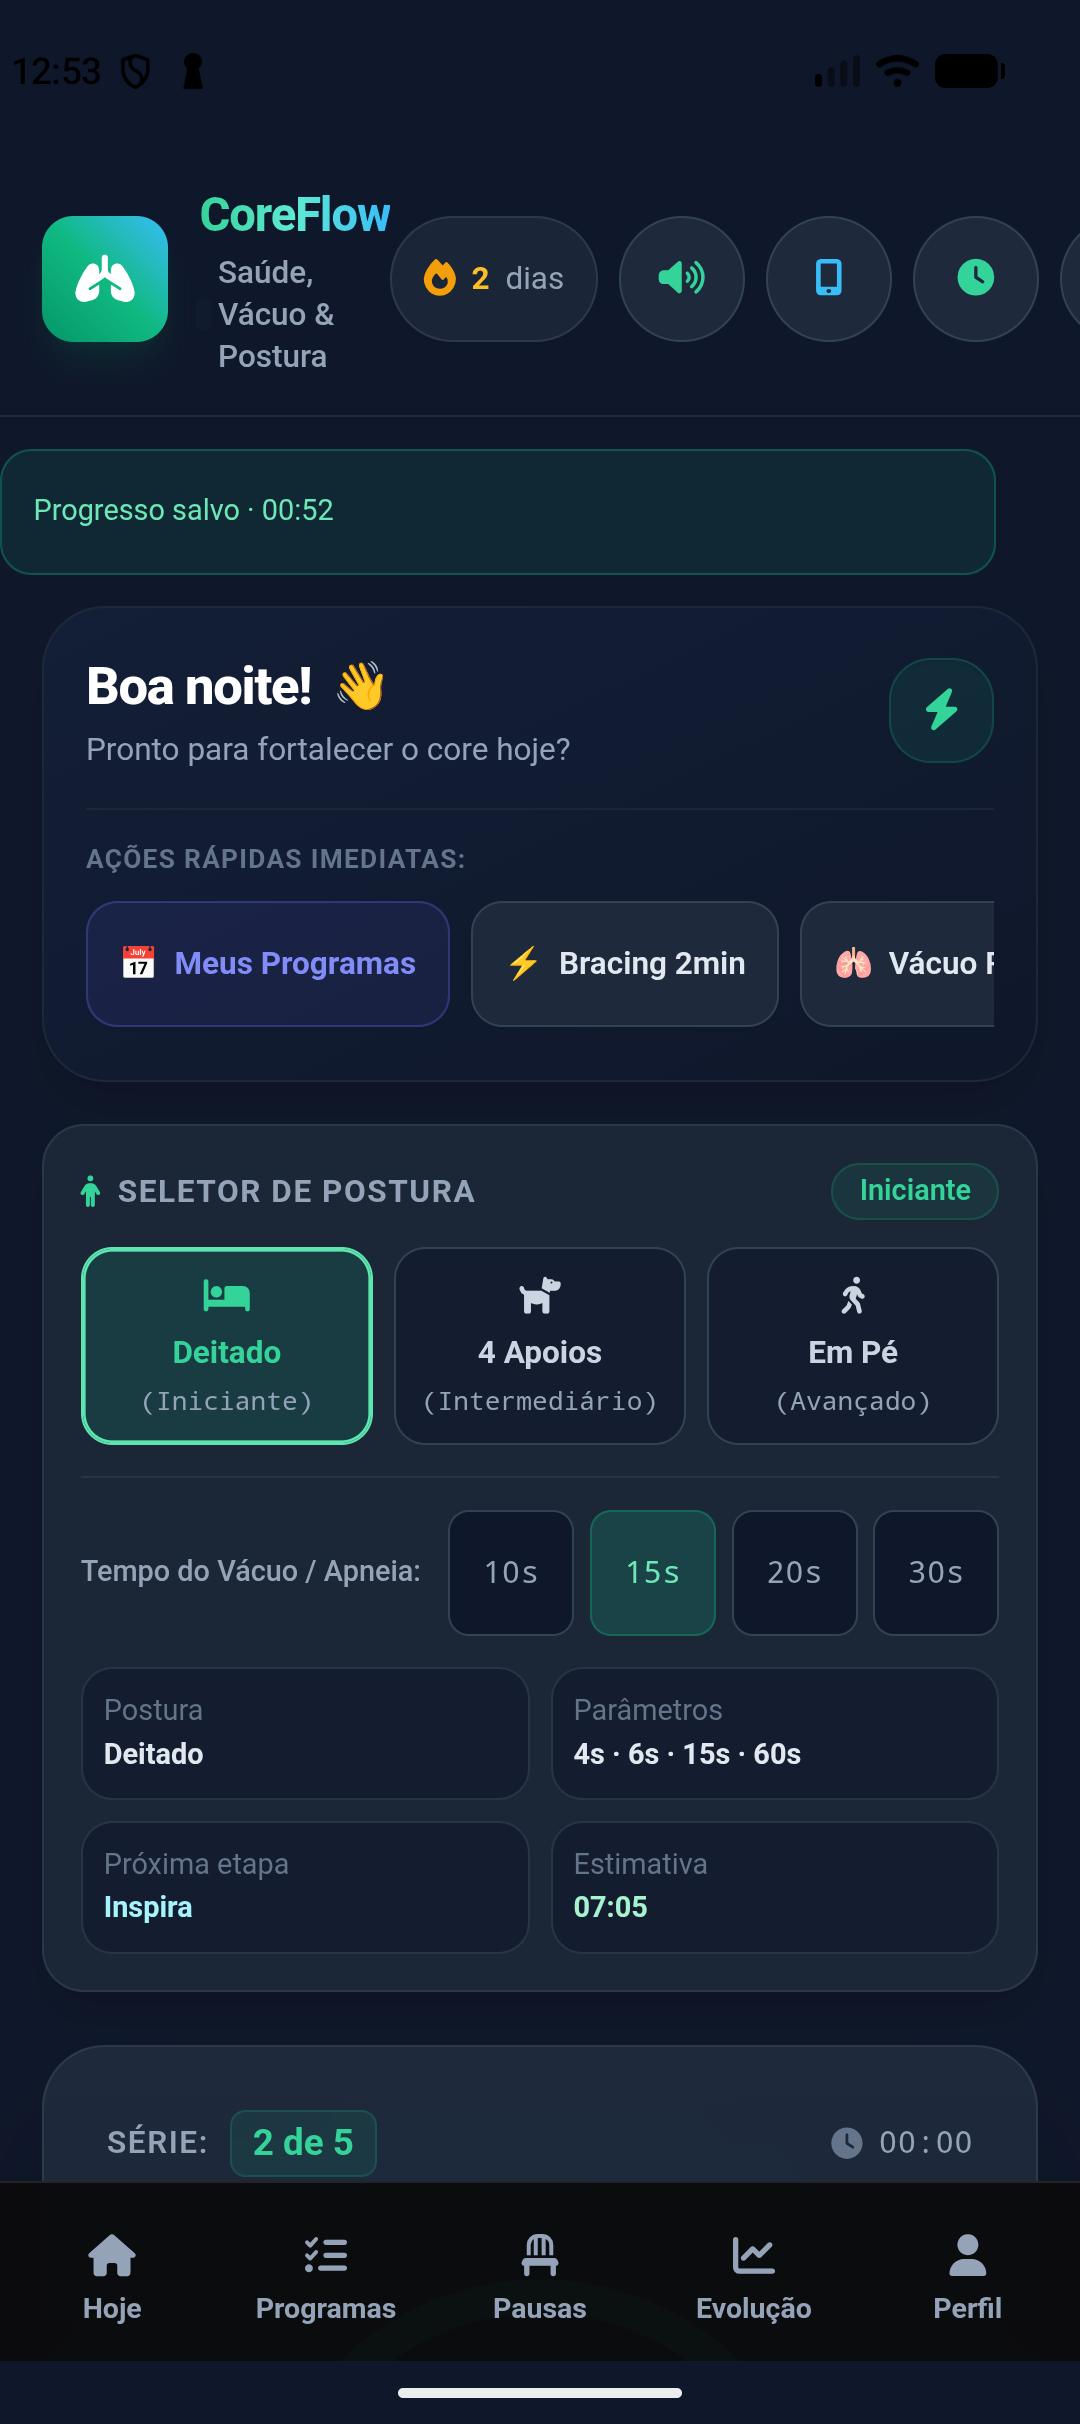 12:53
CoreFlow
Saúde,
Vácuo &
Postura
2 dias
Progresso salvo · 00:52
Boa noite! 👋
Pronto para fortalecer o core hoje?
AÇÕES RÁPIDAS IMEDIATAS:
Meus Programas
Bracing 2min
Vácuo
SELETOR DE POSTURA
Iniciante
Deitado
(Iniciante)
4 Apoios
(Intermediário)
Em Pé
(Avançado)
Tempo do Vácuo / Apneia:
10s
15s
20s
30s
Postura
Deitado
Parâmetros
4s · 6s · 15s · 60s
Próxima etapa
Inspira
Estimativa
07:05
SÉRIE: 2 de 5
00:00
Hoje
Programas
Pausas
Evolução
Perfil